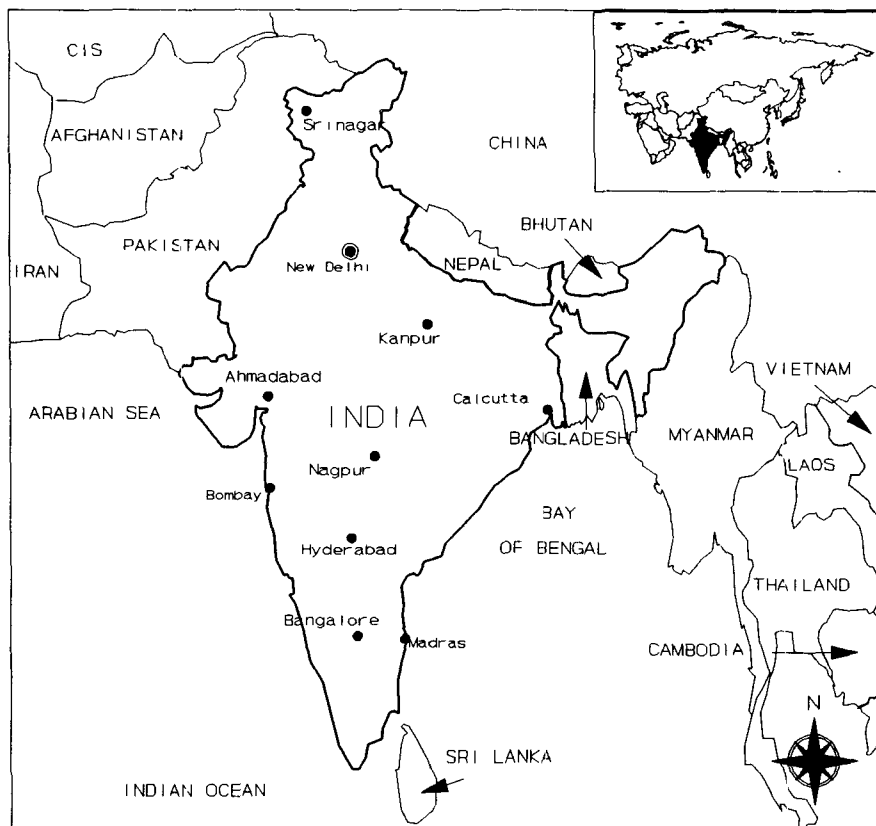 CIS
AFGHANISTAN
Srinagar
CHINA
BHUTAN
PAKISTAN
IRAN
New Delhi
NEPAL
Kanpur
Ahmadabad
VIETNAM
ARABIAN SEA
INDIA
Calcutta
BANGLADESH
MYANMAR
LAOS
Nagpur
Bombay
BAY
OF BENGAL
Hyderabad
THAILAND
Bangalore
Madras
CAMBODIA
N
SRI LANKA
INDIAN OCEAN